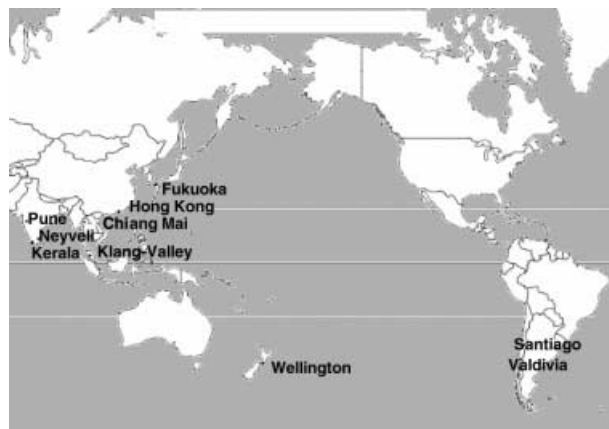 Fukuoka
Hong Kong
Pune
Chiang Mai
Neyveli
Kerala
Klang-Valley
Santiago
Valdivia
Wellington